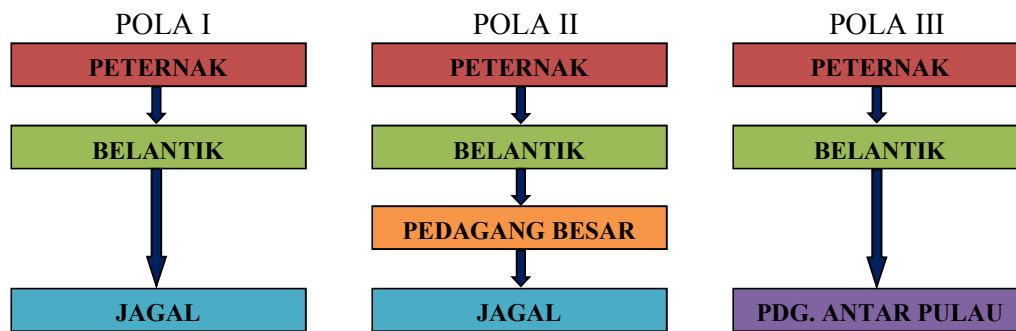 POLA I
PETERNAK
BELANTIK
JAGAL
POLA II
PETERNAK
BELANTIK
PEDAGANG BESAR
JAGAL
POLA III
PETERNAK
BELANTIK
PDG. ANTAR PULAU